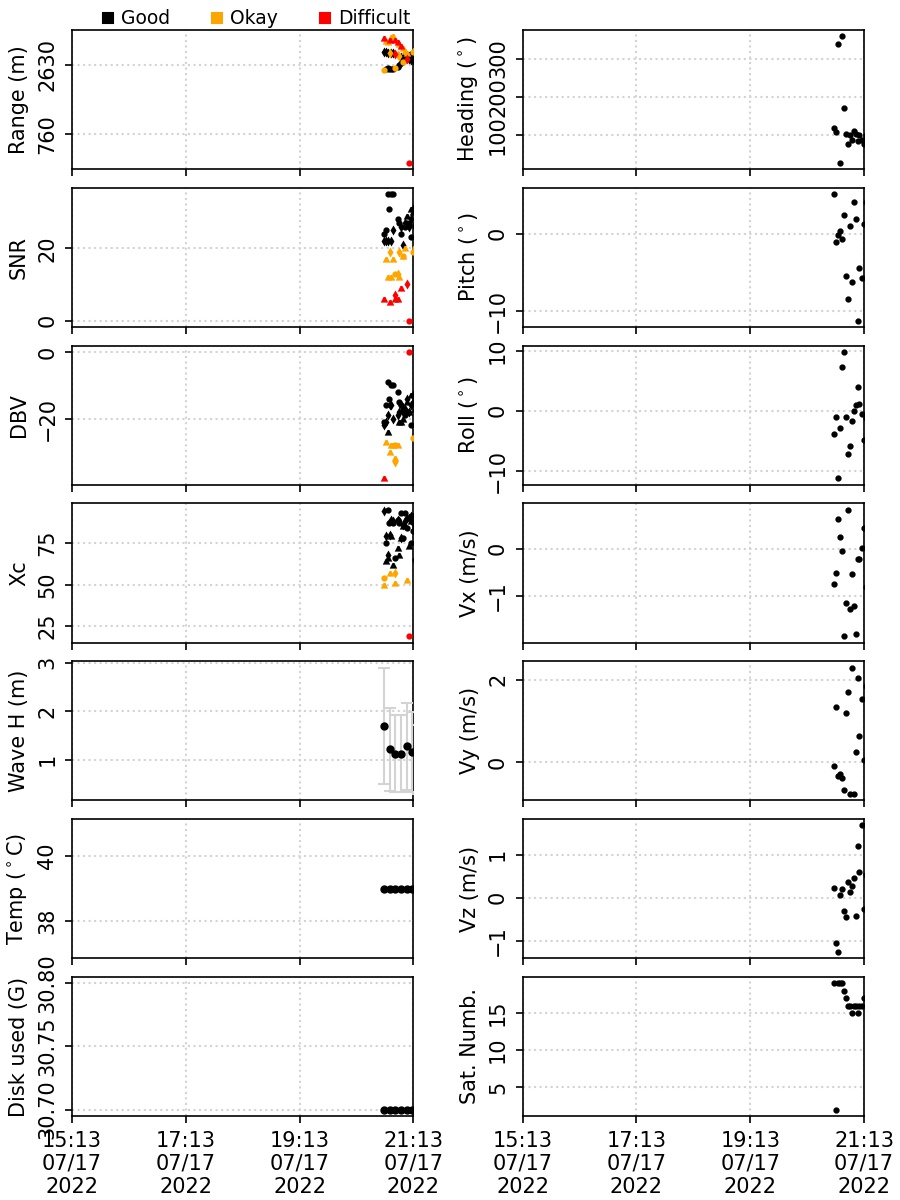 Good Okay Difficult
Range (m)
2630
760
Heading (°)
300
200
100
SNR
20
0
Pitch (°)
0
−10
DBV
0
−20
Roll (°)
10
0
−10
Xc
75
50
25
Vx (m/s)
0
−1
Wave H (m)
3
2
1
Vy (m/s)
2
0
Temp (°C)
40
38
Vz (m/s)
1
0
−1
Disk used (G)
30.80
30.75
30.70
Sat. Numb.
15
10
5
15:13 17:13 19:13 21:13 15:13 17:13 19:13 21:13
07/17 07/17 07/17 07/17 07/17 07/17 07/17 07/17
2022 2022 2022 2022 2022 2022 2022 2022